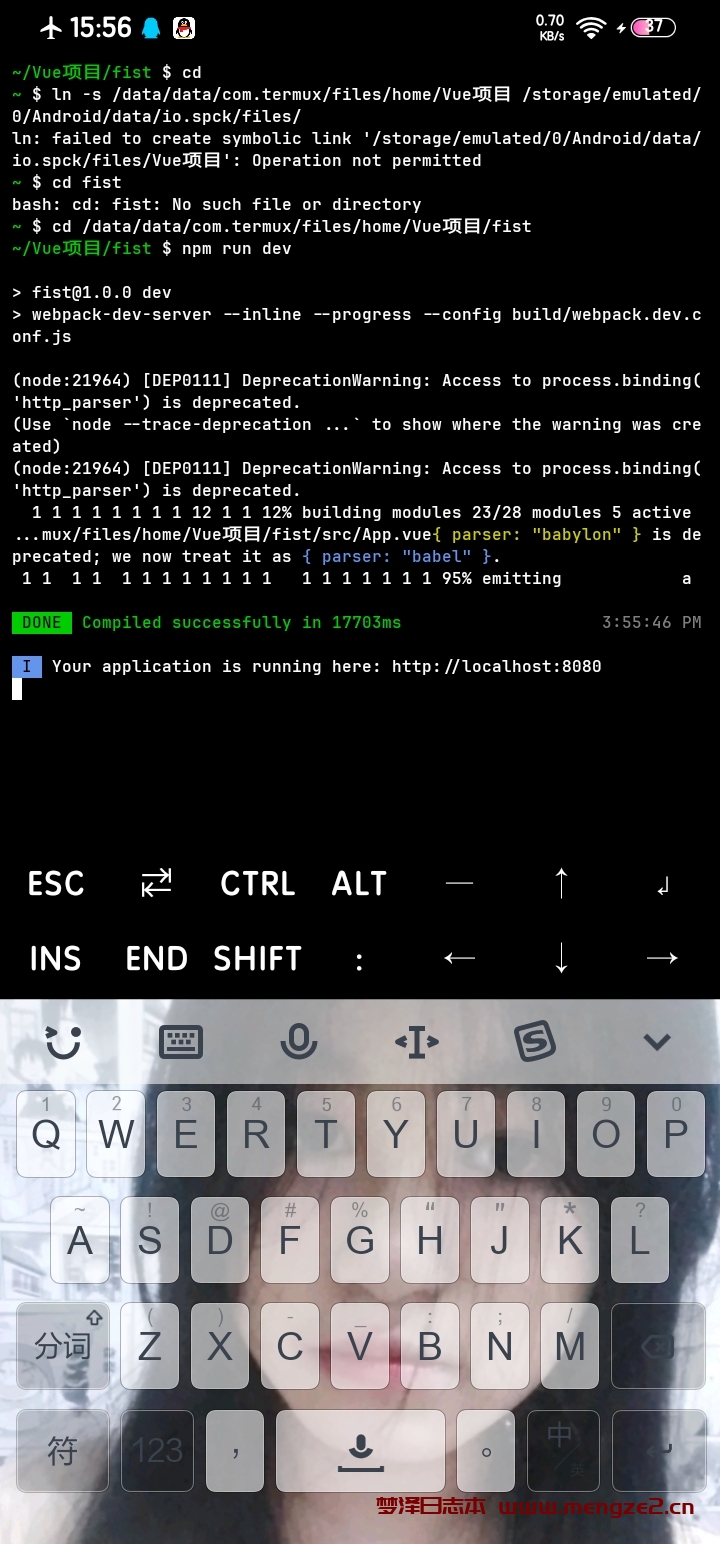 15:56
0.70
KB/s
37
~/Vue项目/fist $ cd
~ $ ln -s /data/data/com.termux/files/home/Vue项目 /storage/emulated/
0/Android/data/io.spck/files/
ln: failed to create symbolic link '/storage/emulated/0/Android/data/
io.spck/files/Vue项目': Operation not permitted
~ $ cd fist
bash: cd: fist: No such file or directory
~ $ cd /data/data/com.termux/files/home/Vue项目/fist
~/Vue项目/fist $ npm run dev
> fist@1.0.0 dev
> webpack-dev-server --inline --progress --config build/webpack.dev.c
onf.js
(node:21964) [DEP0111] DeprecationWarning: Access to process.binding(
'http_parser') is deprecated.
(Use `node --trace-deprecation ...` to show where the warning was cre
ated)
(node:21964) [DEP0111] DeprecationWarning: Access to process.binding(
'http_parser') is deprecated.
1 1 1 1 1 1 1 1 12 1 1 12% building modules 23/28 modules 5 active
...mux/files/home/Vue项目/fist/src/App.vue{ parser: "babylon" } is de
precated; we now treat it as { parser: "babel" }.
1 1  1 1  1 1 1 1 1 1 1 1   1 1 1 1 1 1 1 95% emitting            a
DONE Compiled successfully in 17703ms 3:55:46 PM
I Your application is running here: http://localhost:8080
ESC CTRL ALT — ↑ ↲
INS END SHIFT : ← ↓ →
1 2 3 4 5 6 7 8 9 0
Q W E R T Y U I O P
~ ! @ # % “ ” * ?
A S D F G H J K L
( ) - _ : ; /
分词 Z X C V B N M
符 123 , 。 中/英
梦泽日志本 www.mengze2.cn